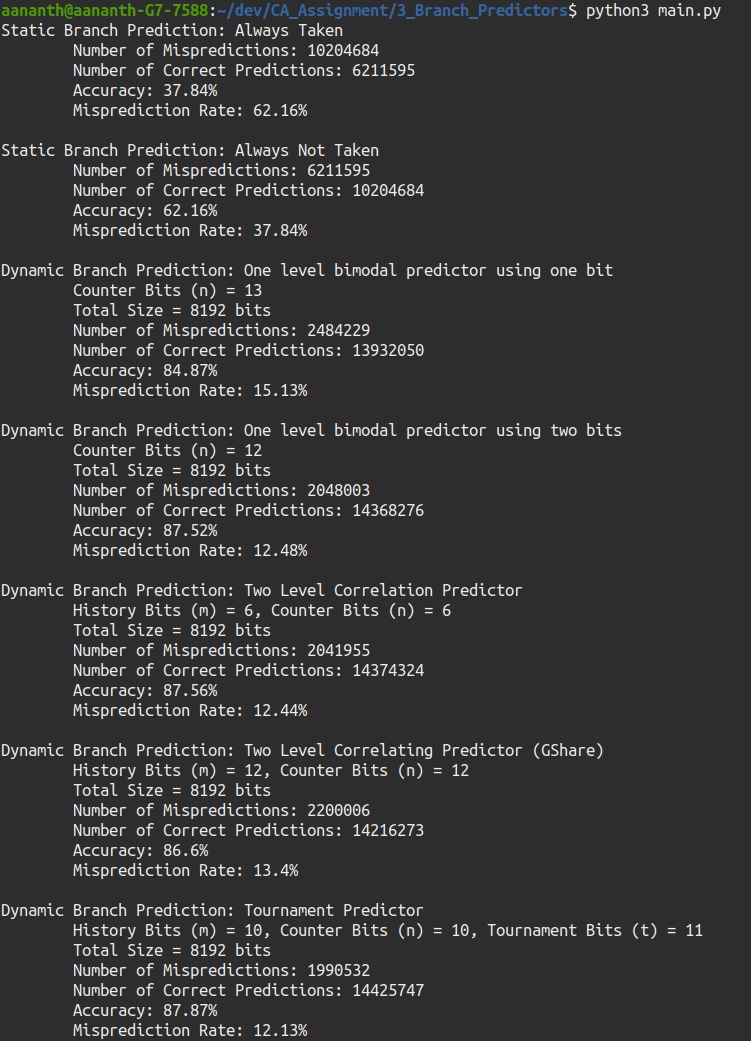 aananth@aananth-G7-7588:~/dev/CA_Assignment/3_Branch_Predictors$ python3 main.py
Static Branch Prediction: Always Taken
Number of Mispredictions: 10204684
Number of Correct Predictions: 6211595
Accuracy: 37.84%
Misprediction Rate: 62.16%
Static Branch Prediction: Always Not Taken
Number of Mispredictions: 6211595
Number of Correct Predictions: 10204684
Accuracy: 62.16%
Misprediction Rate: 37.84%
Dynamic Branch Prediction: One level bimodal predictor using one bit
Counter Bits (n) = 13
Total Size = 8192 bits
Number of Mispredictions: 2484229
Number of Correct Predictions: 13932050
Accuracy: 84.87%
Misprediction Rate: 15.13%
Dynamic Branch Prediction: One level bimodal predictor using two bits
Counter Bits (n) = 12
Total Size = 8192 bits
Number of Mispredictions: 2048003
Number of Correct Predictions: 14368276
Accuracy: 87.52%
Misprediction Rate: 12.48%
Dynamic Branch Prediction: Two Level Correlation Predictor
History Bits (m) = 6, Counter Bits (n) = 6
Total Size = 8192 bits
Number of Mispredictions: 2041955
Number of Correct Predictions: 14374324
Accuracy: 87.56%
Misprediction Rate: 12.44%
Dynamic Branch Prediction: Two Level Correlating Predictor (GShare)
History Bits (m) = 12, Counter Bits (n) = 12
Total Size = 8192 bits
Number of Mispredictions: 2200006
Number of Correct Predictions: 14216273
Accuracy: 86.6%
Misprediction Rate: 13.4%
Dynamic Branch Prediction: Tournament Predictor
History Bits (m) = 10, Counter Bits (n) = 10, Tournament Bits (t) = 11
Total Size = 8192 bits
Number of Mispredictions: 1990532
Number of Correct Predictions: 14425747
Accuracy: 87.87%
Misprediction Rate: 12.13%